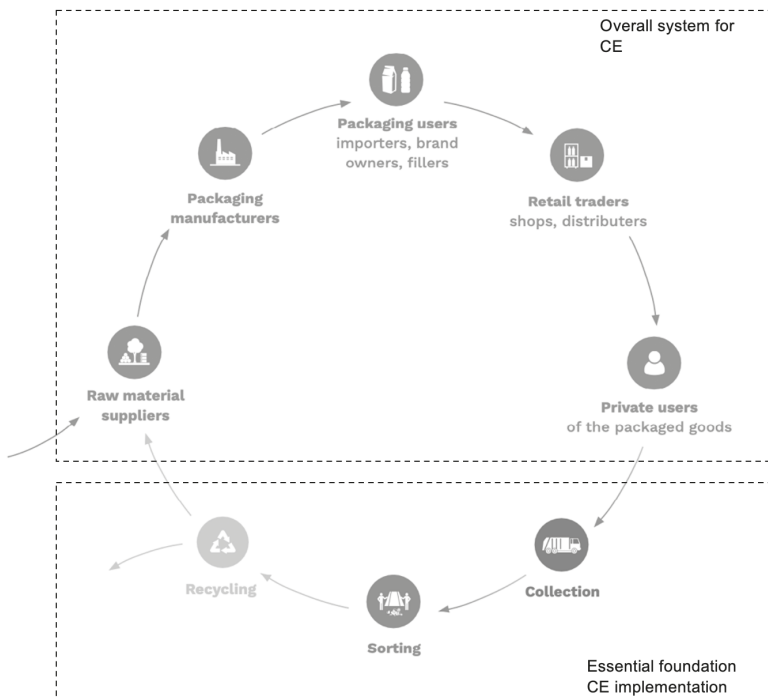 Overall system for
CE
Packaging users
importers, brand
owners, fillers
Packaging
manufacturers
Retail traders
shops, distributers
Raw material
suppliers
Private users
of the packaged goods
Recycling
Collection
Sorting
Essential foundation
CE implementation